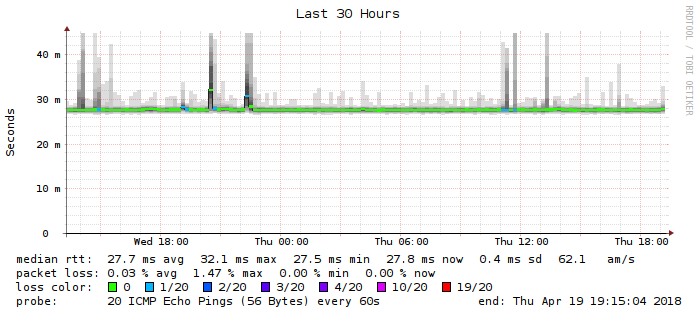 Last 30 Hours
RRDTOOL / TOBI OETIKER
Seconds
40 m
30 m
20 m
10 m
0
Wed 18:00 Thu 00:00 Thu 06:00 Thu 12:00 Thu 18:00
median rtt: 27.7 ms avg 32.1 ms max 27.5 ms min 27.8 ms now 0.4 ms sd 62.1 am/s
packet loss: 0.03 % avg 1.47 % max 0.00 % min 0.00 % now
loss color: 0 1/20 2/20 3/20 4/20 10/20 19/20
probe: 20 ICMP Echo Pings (56 Bytes) every 60s end: Thu Apr 19 19:15:04 2018